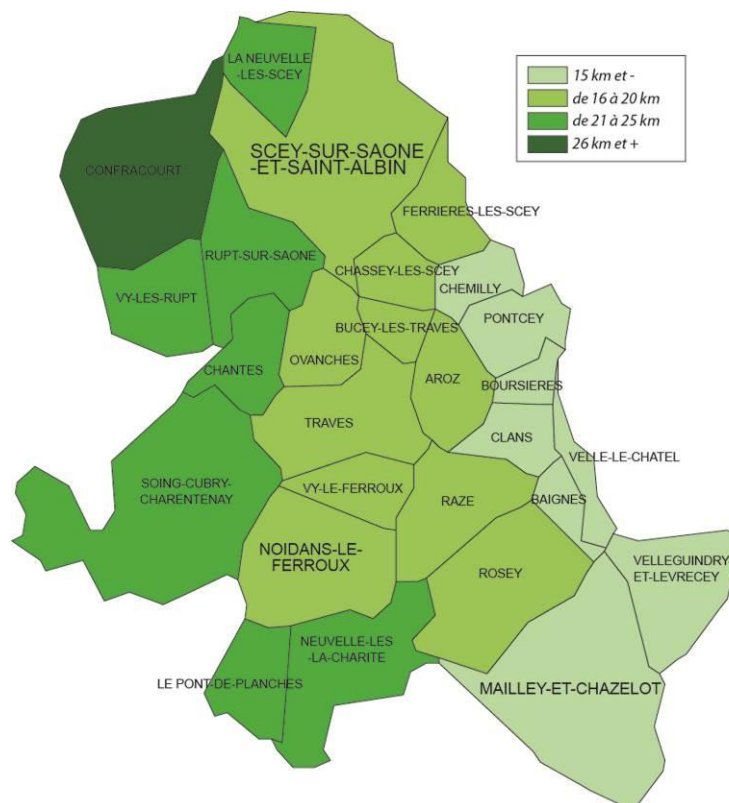 LA NEUVELLE
-LES-SCEY
15 km et -
de 16 à 20 km
de 21 à 25 km
26 km et +
SCEY-SUR-SAONE
-ET-SAINT-ALBIN
CONFRACOURT
FERRIERES-LES-SCEY
RUPT-SUR-SAONE
CHASSEY-LES-SCEY
CHEMILLY
VY-LES-RUPT
PONTCEY
BUCEY-LES-TRAVES
OVANCHES
CHANTES
AROZ
BOURSIERES
TRAVES
CLANS
VELLE-LE-CHATEL
SOING-CUBRY-
CHARENTENAY
VY-LE-FERROUX
RAZE
BAIGNES
NOIDANS-LE-
FERROUX
VELLEGUINDRY-
ET-LEVRECEY
ROSEY
NEUVELLE-LES
-LA-CHARITE
LE PONT-DE-PLANCHES
MAILLEY-ET-CHAZELOT